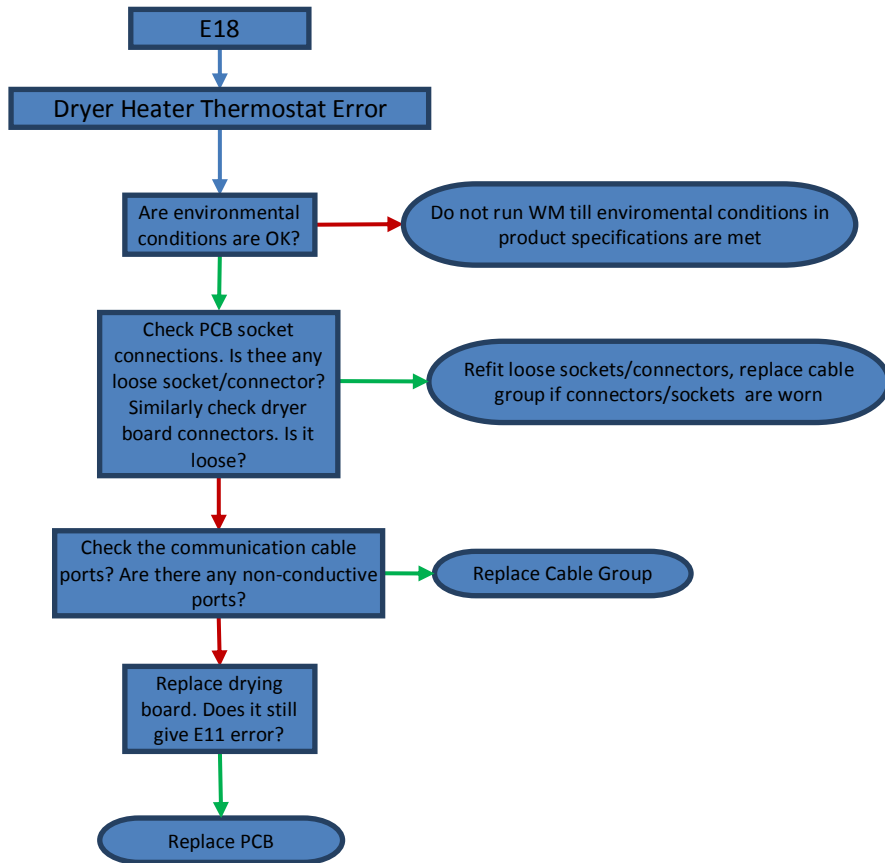 E18
Dryer Heater Thermostat Error
Are environmental
conditions are OK?
Do not run WM till enviromental conditions in
product specifications are met
Check PCB socket
connections. Is thee any
loose socket/connector?
Similarly check dryer
board connectors. Is it
loose?
Refit loose sockets/connectors, replace cable
group if connectors/sockets are worn
Check the communication cable
ports? Are there any non-conductive
ports?
Replace Cable Group
Replace drying
board. Does it still
give E11 error?
Replace PCB